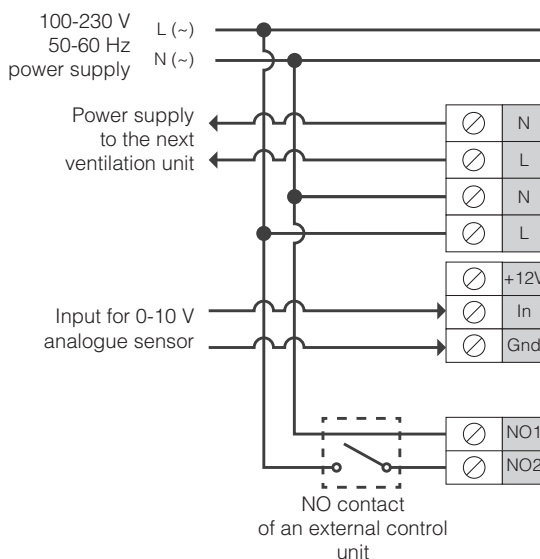 100-230 V
50-60 Hz
power supply
L (~)
N (~)
Power supply
to the next
ventilation unit
N
L
N
L
+12V
In
Gnd
Input for 0-10 V
analogue sensor
NO1
NO2
NO contact
of an external control
unit